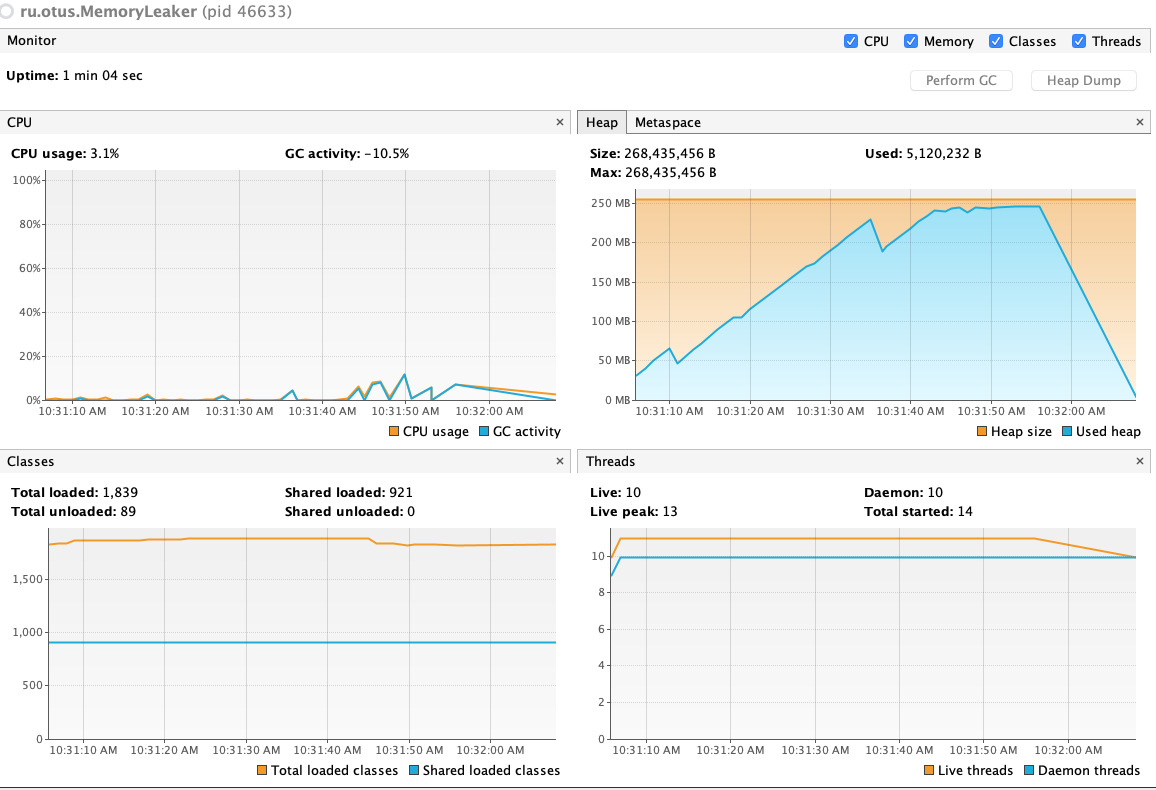 ru.otus.MemoryLeaker (pid 46633)
Monitor
CPU Memory Classes Threads
Uptime: 1 min 04 sec
Perform GC Heap Dump
CPU ×
CPU usage: 3.1% GC activity: −10.5%
100%
80%
60%
40%
20%
0%
10:31:10 AM 10:31:20 AM 10:31:30 AM 10:31:40 AM 10:31:50 AM 10:32:00 AM
CPU usage GC activity
Heap Metaspace ×
Size: 268,435,456 B Used: 5,120,232 B
Max: 268,435,456 B
250 MB
200 MB
150 MB
100 MB
50 MB
0 MB
10:31:10 AM 10:31:20 AM 10:31:30 AM 10:31:40 AM 10:31:50 AM 10:32:00 AM
Heap size Used heap
Classes ×
Total loaded: 1,839 Shared loaded: 921
Total unloaded: 89 Shared unloaded: 0
1,500
1,000
500
0
10:31:10 AM 10:31:20 AM 10:31:30 AM 10:31:40 AM 10:31:50 AM 10:32:00 AM
Total loaded classes Shared loaded classes
Threads ×
Live: 10 Daemon: 10
Live peak: 13 Total started: 14
10
8
6
4
2
0
10:31:10 AM 10:31:20 AM 10:31:30 AM 10:31:40 AM 10:31:50 AM 10:32:00 AM
Live threads Daemon threads